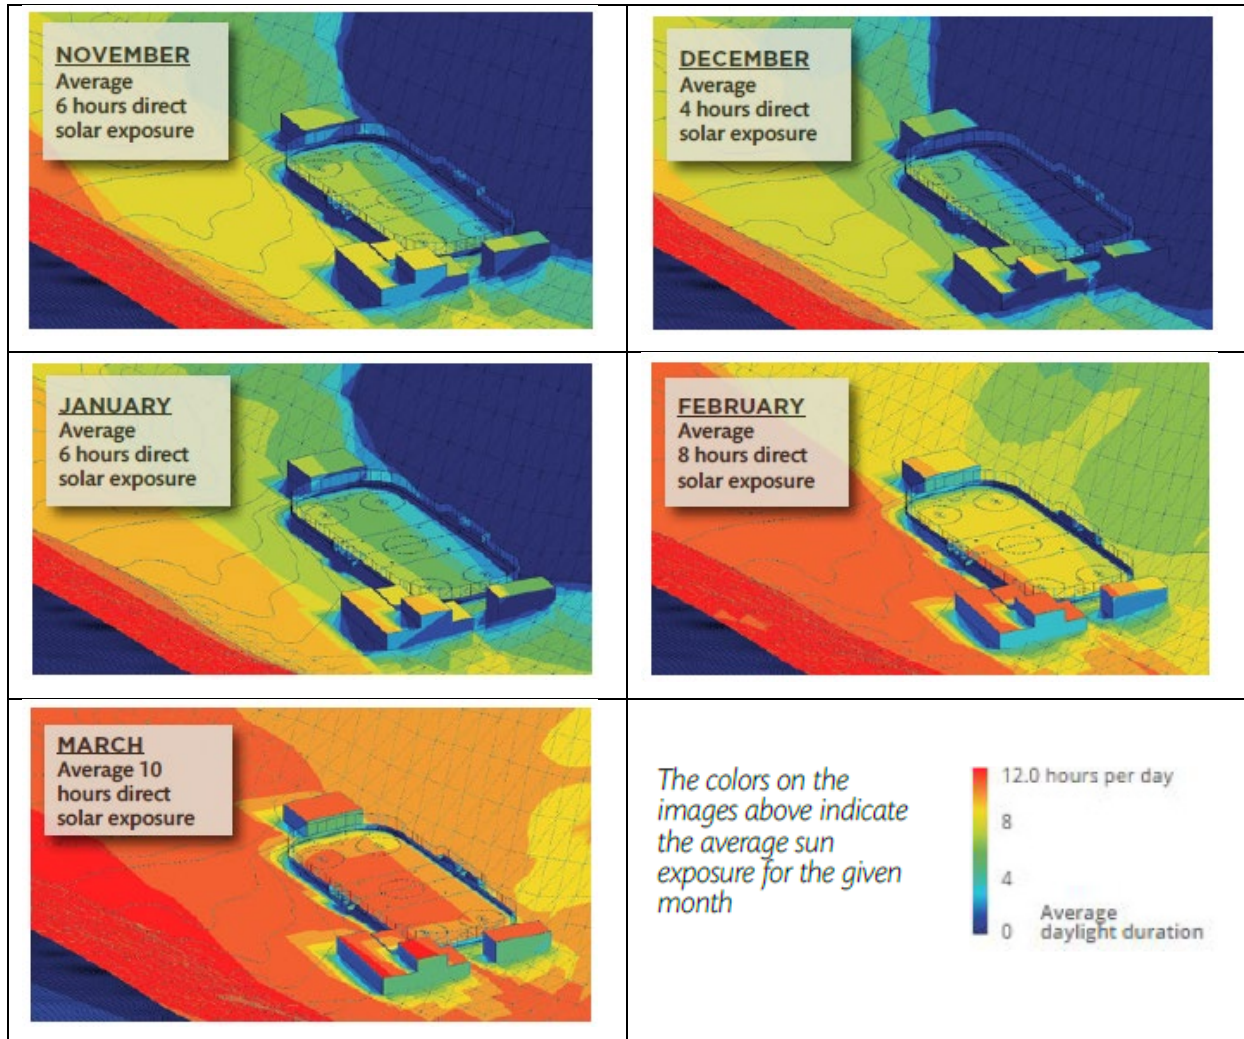 NOVEMBER
Average
6 hours direct
solar exposure
DECEMBER
Average
4 hours direct
solar exposure
JANUARY
Average
6 hours direct
solar exposure
FEBRUARY
Average
8 hours direct
solar exposure
MARCH
Average 10
hours direct
solar exposure
The colors on the
images above indicate
the average sun
exposure for the given
month
12.0 hours per day
8
4
0
Average
daylight duration